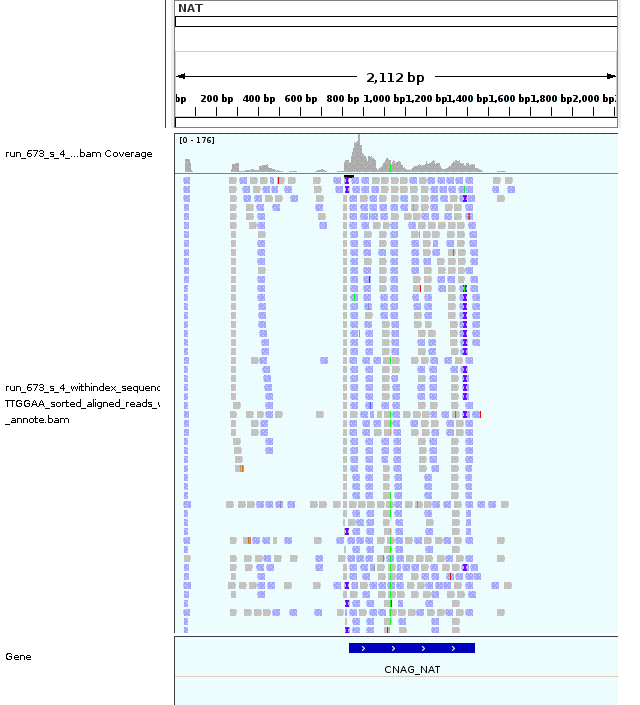 NAT
2,112 bp
bp 200 bp 400 bp 600 bp 800 bp 1,000 bp 1,200 bp 1,400 bp 1,600 bp 1,800 bp 2,000 bp
[0 - 176]
run_673_s_4_...bam Coverage
run_673_s_4_withindex_sequenc
TTGGAA_sorted_aligned_reads_
_annote.bam
Gene
CNAG_NAT